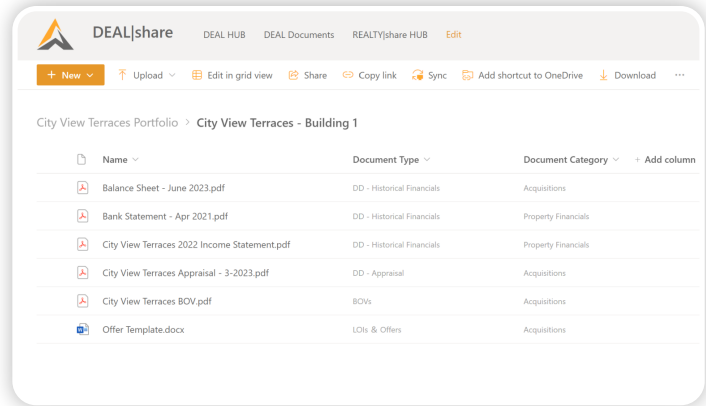 DEAL|share DEAL HUB DEAL Documents REALTY|share HUB Edit
+ New Upload Edit in grid view Share Copy link Sync Add shortcut to OneDrive Download ...
City View Terraces Portfolio > City View Terraces - Building 1
Name Document Type Document Category + Add column
Balance Sheet - June 2023.pdf DD - Historical Financials Acquisitions
Bank Statement - Apr 2021.pdf DD - Historical Financials Property Financials
City View Terraces 2022 Income Statement.pdf DD - Historical Financials Property Financials
City View Terraces Appraisal - 3-2023.pdf DD - Appraisal Acquisitions
City View Terraces BOV.pdf BOVs Acquisitions
Offer Template.docx LOIs & Offers Acquisitions